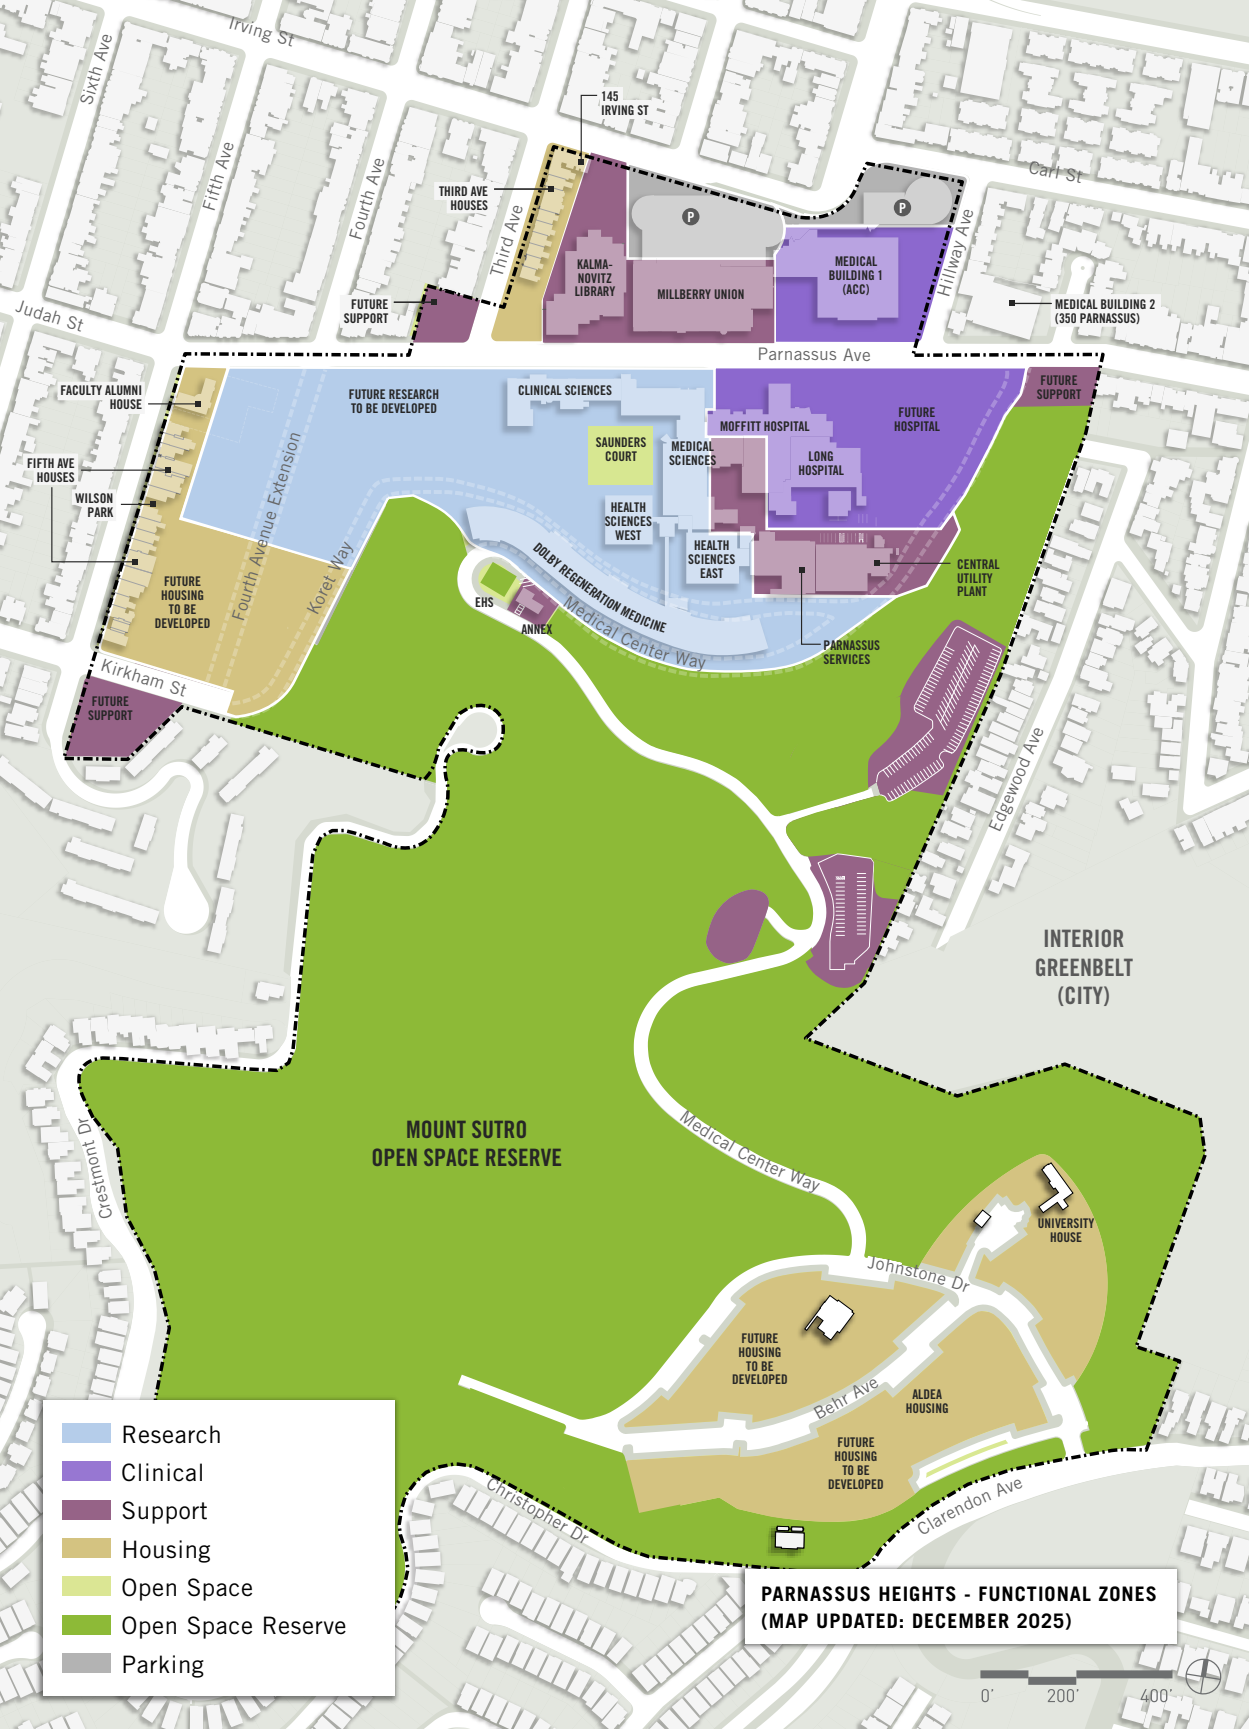 Irving St
Sixth Ave
145
IRVING ST
Fifth Ave
Fourth Ave
Carl St
THIRD AVE
HOUSES
Third Ave
P
P
Hillway Ave
KALMA-
NOVITZ
LIBRARY
MILLBERRY UNION
MEDICAL
BUILDING 1
(ACC)
FUTURE
SUPPORT
MEDICAL BUILDING 2
(350 PARNASSUS)
Judah St
Parnassus Ave
FACULTY ALUMNI
HOUSE
FUTURE RESEARCH
TO BE DEVELOPED
CLINICAL SCIENCES
FUTURE
SUPPORT
MOFFITT HOSPITAL
FUTURE
HOSPITAL
SAUNDERS
COURT
MEDICAL
SCIENCES
LONG
HOSPITAL
FIFTH AVE
HOUSES
WILSON
PARK
Fourth Avenue Extension
HEALTH
SCIENCES
WEST
HEALTH
SCIENCES
EAST
DOLBY REGENERATION MEDICINE
Koret Way
FUTURE
HOUSING
TO BE
DEVELOPED
EHS
ANNEX
Medical Center Way
CENTRAL
UTILITY
PLANT
PARNASSUS
SERVICES
Kirkham St
FUTURE
SUPPORT
Edgewood Ave
INTERIOR
GREENBELT
(CITY)
MOUNT SUTRO
OPEN SPACE RESERVE
Crestmont Dr
Medical Center Way
UNIVERSITY
HOUSE
Johnstone Dr
FUTURE
HOUSING
TO BE
DEVELOPED
Behr Ave
ALDEA
HOUSING
FUTURE
HOUSING
TO BE
DEVELOPED
Christopher Dr
Clarendon Ave
Research
Clinical
Support
Housing
Open Space
Open Space Reserve
Parking
PARNASSUS HEIGHTS - FUNCTIONAL ZONES
(MAP UPDATED: DECEMBER 2025)
0' 200' 400'